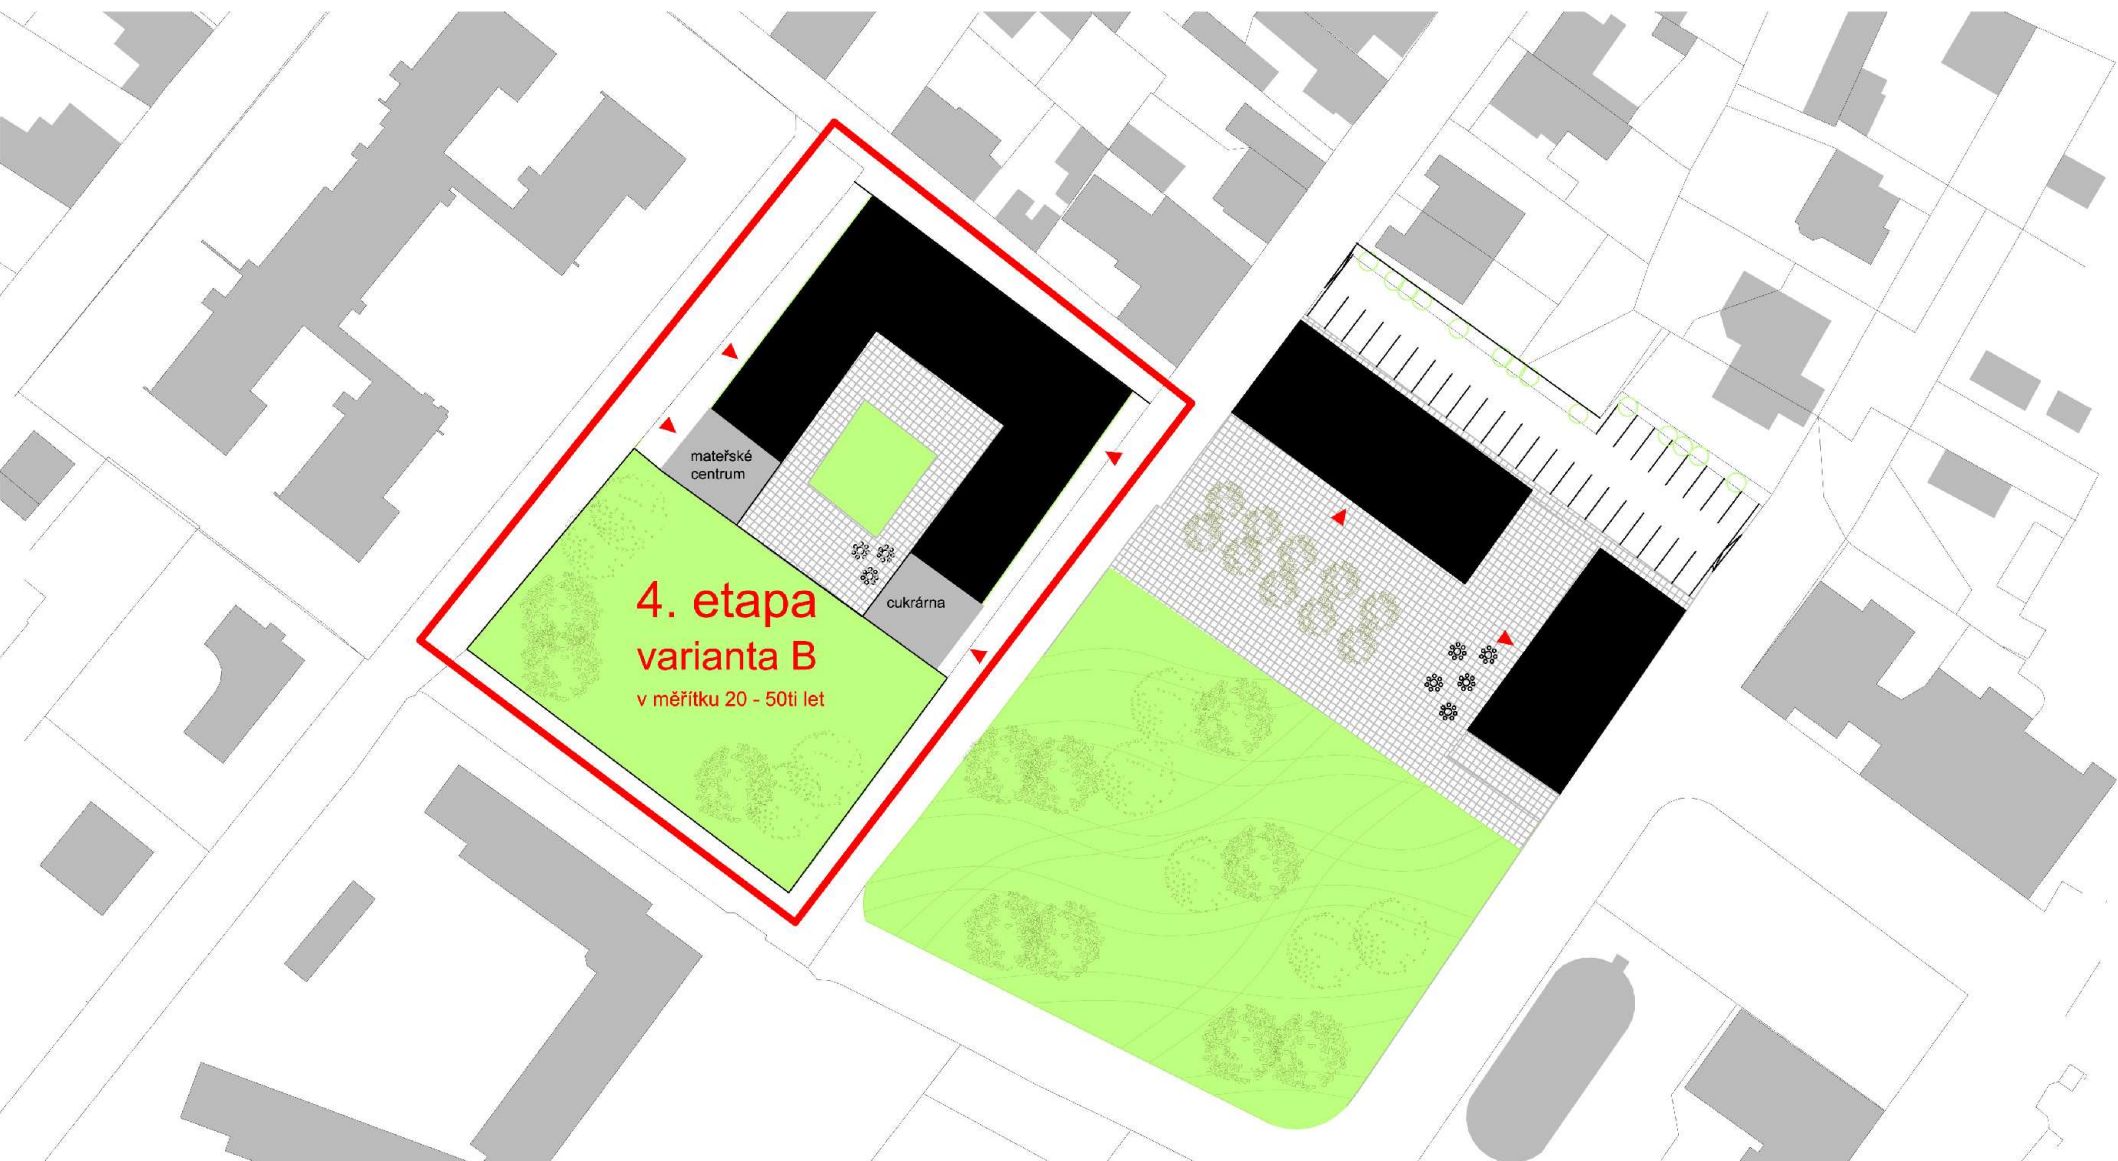 mateřské
centrum
4. etapa
varianta B
v měřítku 20 - 50ti let
cukrárna